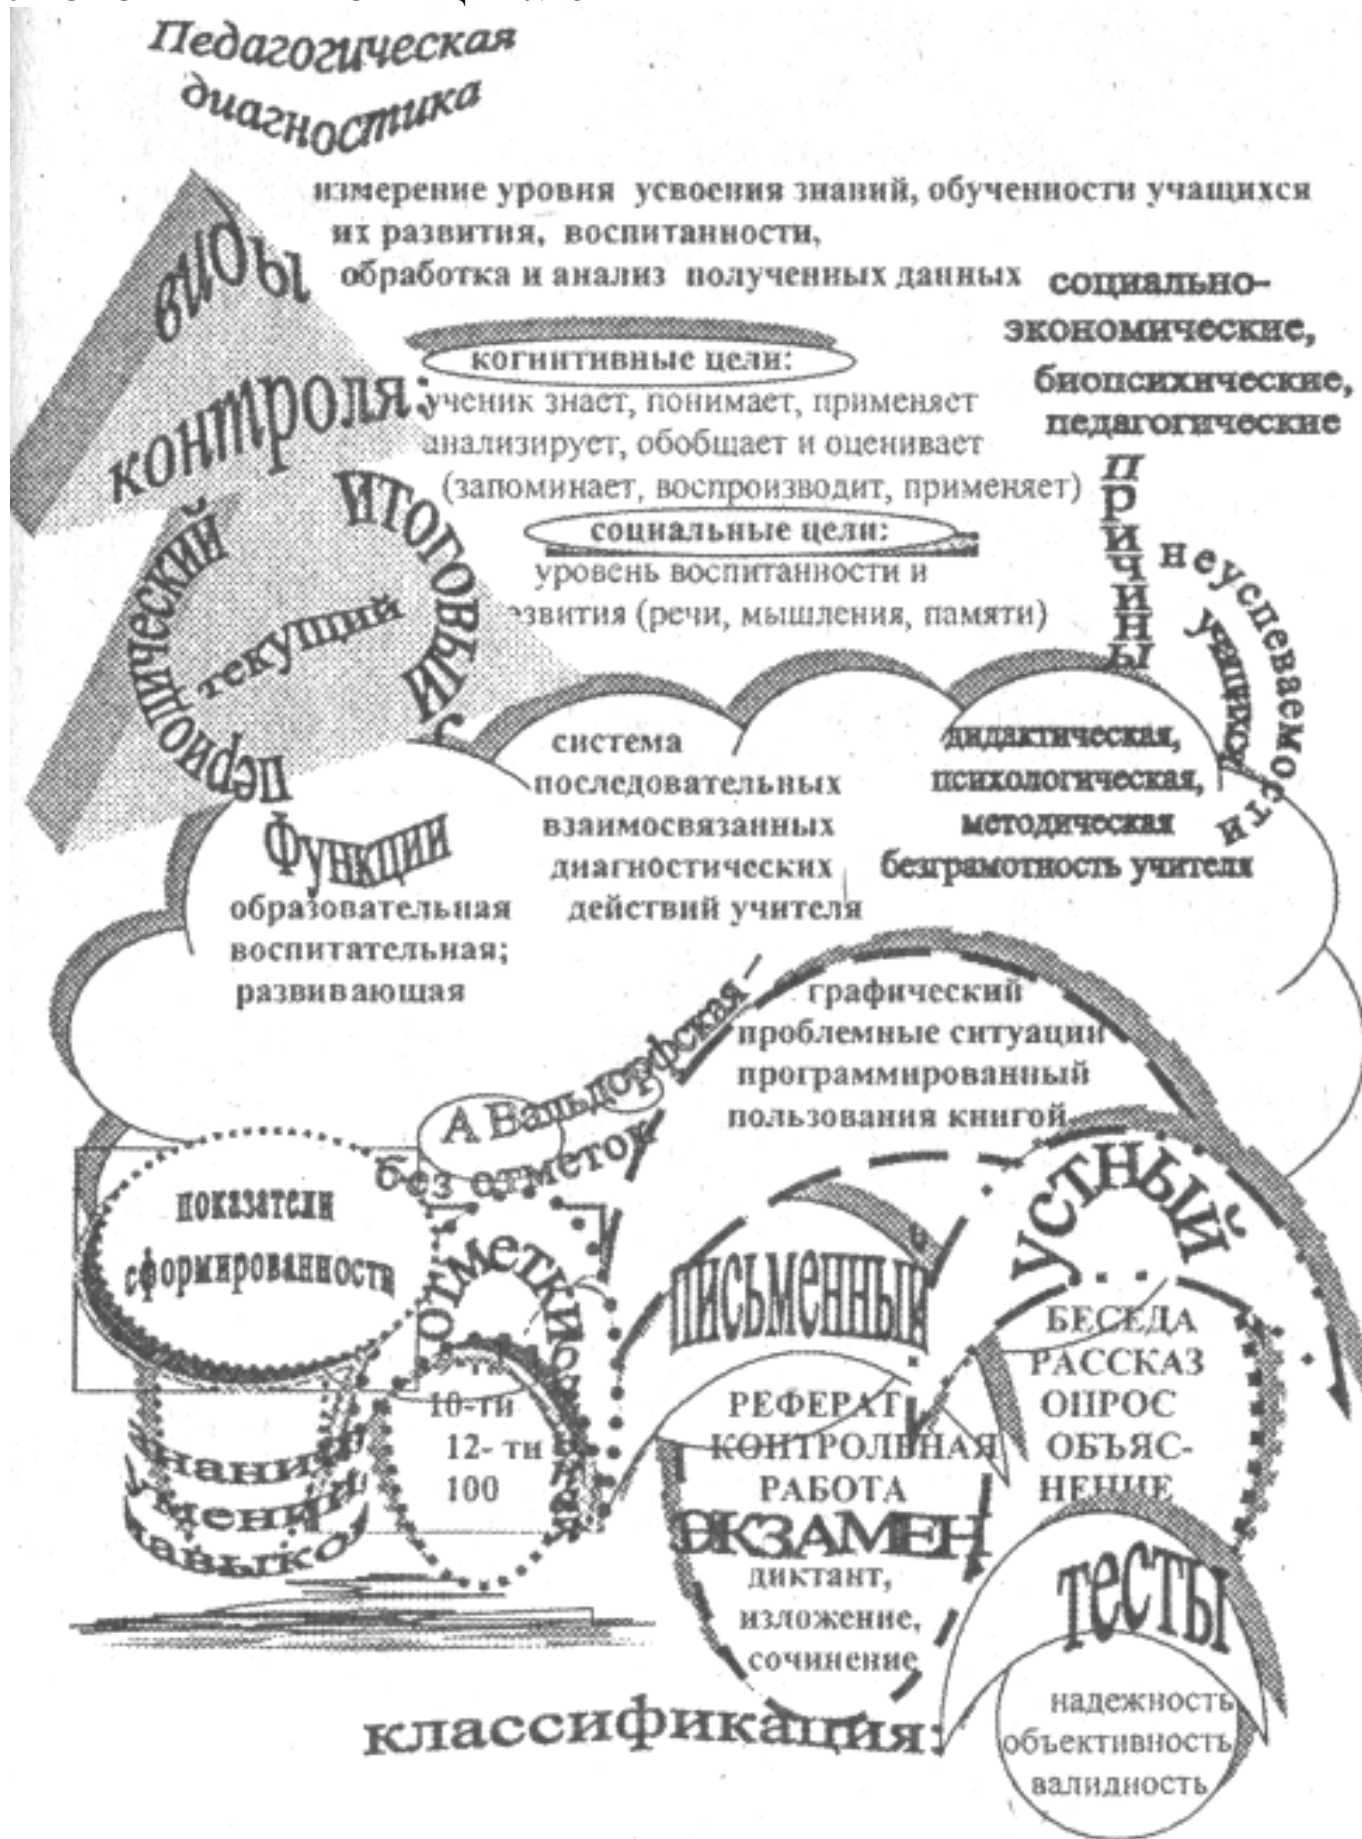 Педагогическая
диагностика
измерение уровня усвоения знаний, обученности учащихся
их развития, воспитанности,
обработка и анализ полученных данных
виды
контроля:
периодический
текущий
итоговый
когнитивные цели:
ученик знает, понимает, применяет
анализирует, обобщает и оценивает
(запоминает, воспроизводит, применяет)
социальные цели:
уровень воспитанности и
звития (речи, мышления, памяти)
социально-
экономические,
биопсихические,
педагогические
причины
неуспеваемости
учащихся
дидактическая,
психологическая,
методическая
безграмотность учителя
система
последовательных
взаимосвязанных
диагностических
действий учителя
Функции
образовательная
воспитательная;
развивающая
А Вальдорфская –
без отметок
графический
проблемные ситуации
программированный
пользования книгой
показатели
сформированности
знаний
умений
навыков
отметки
10-ти
12- ти
100
письменный
РЕФЕРАТ
КОНТРОЛЬНАЯ
РАБОТА
ЭКЗАМЕН
диктант,
изложение,
сочинение
устный
БЕСЕДА
РАССКАЗ
ОПРОС
ОБЪЯС-
НЕНИЕ
тесты
надежность
объективность
валидность
классификация: